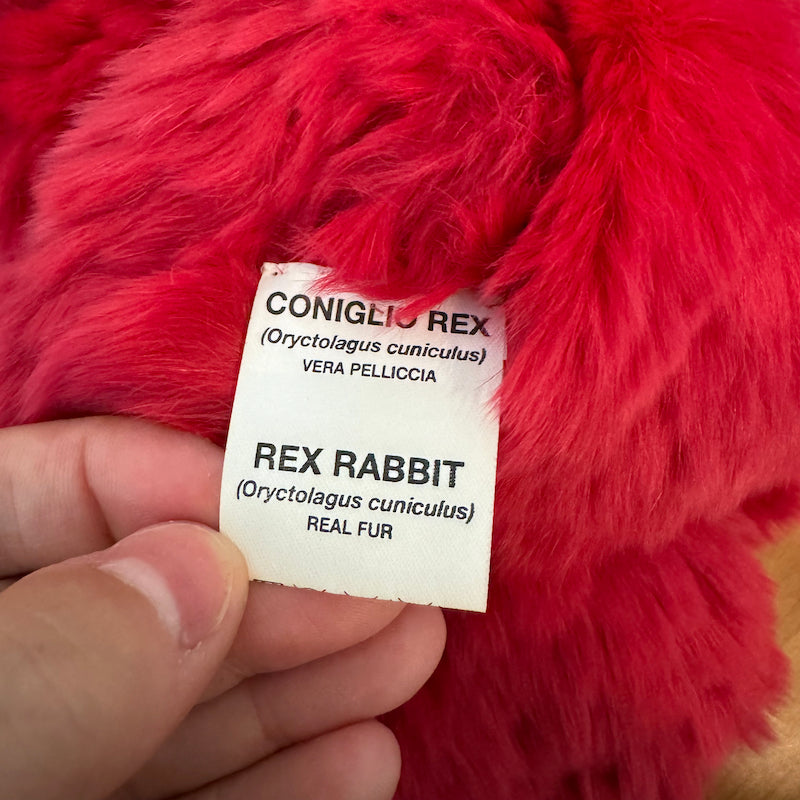 CONIGLIO REX
(Oryctolagus cuniculus)
VERA PELLICCIA
REX RABBIT
(Oryctolagus cuniculus)
REAL FUR